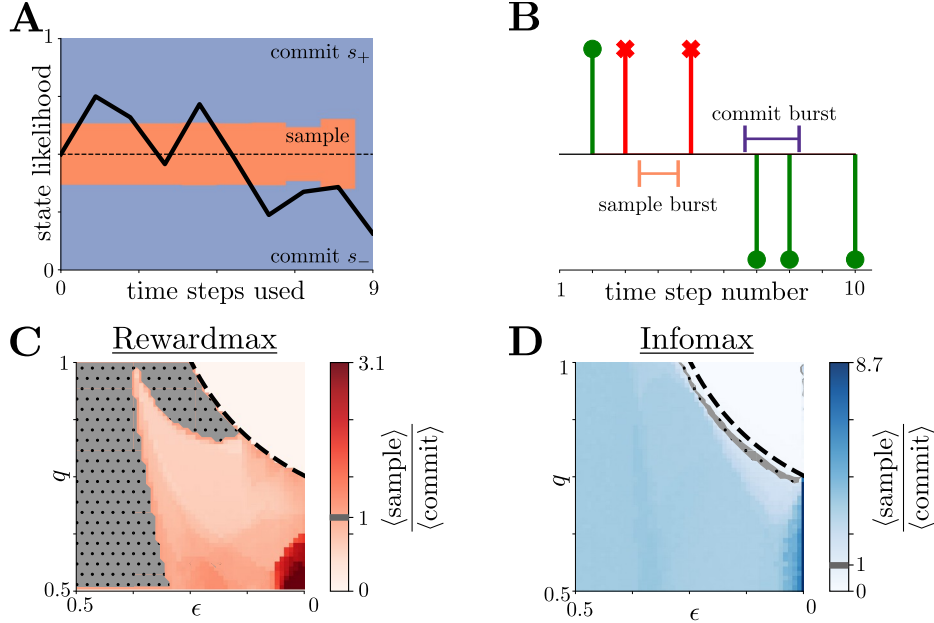 A
1
commit s₊
sample
commit s₋
0
state likelihood
0
time steps used
9
B
commit burst
sample burst
1
time step number
10
C
Rewardmax
1
q
0.5
0.5
ϵ
0
3.1
1
0
⟨sample⟩
⟨commit⟩
D
Infomax
1
q
0.5
0.5
ϵ
0
8.7
1
0
⟨sample⟩
⟨commit⟩